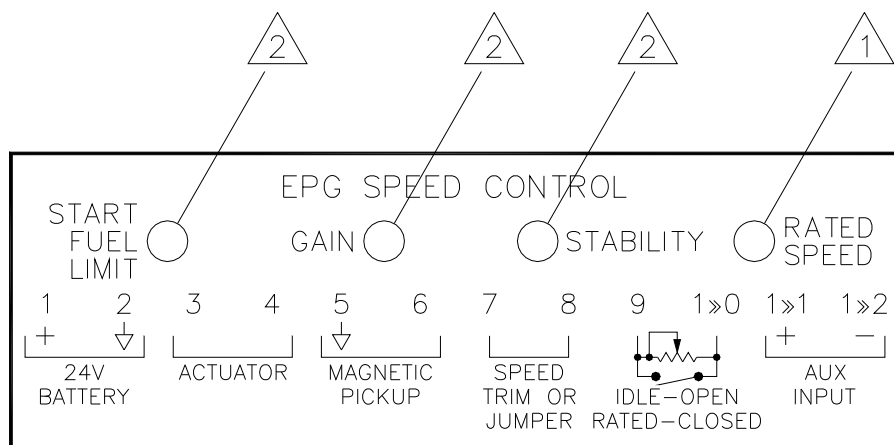 2 2 2 1
EPG SPEED CONTROL
START
FUEL
LIMIT
GAIN
STABILITY
RATED
SPEED
1 2 3 4 5 6 7 8 9 1»0 1»1 1»2
+ + −
24V
BATTERY
ACTUATOR
MAGNETIC
PICKUP
SPEED
TRIM OR
JUMPER
IDLE−OPEN
RATED−CLOSED
AUX
INPUT